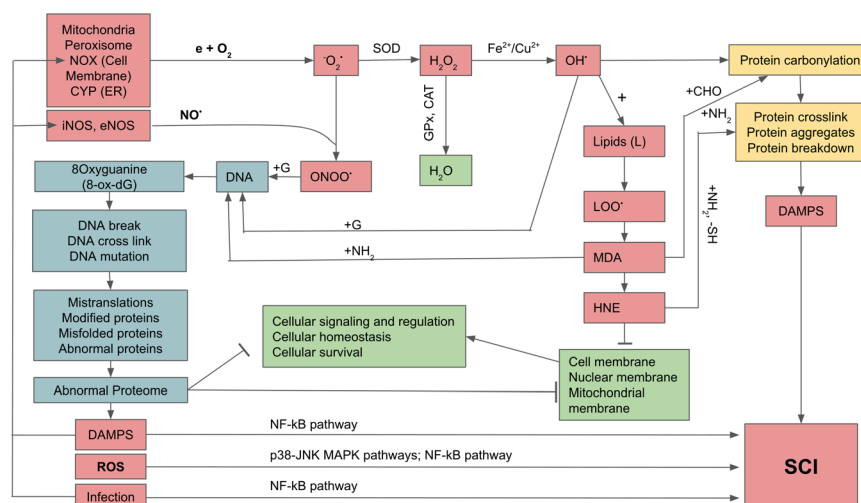 Mitochondria
Peroxisome
NOX (Cell
Membrane)
CYP (ER)
e + O₂
⁻O₂•
SOD
H₂O₂
Fe²⁺/Cu²⁺
OH•
Protein carbonylation
iNOS, eNOS
NO•
GPx, CAT
+
+CHO
+NH₂
Protein crosslink
Protein aggregates
Protein breakdown
Lipids (L)
8Oxyguanine
(8-ox-dG)
DNA
+G
ONOO•
H₂O
LOO•
+NH₂, -SH
DAMPS
DNA break
DNA cross link
DNA mutation
+G
+NH₂
MDA
HNE
Mistranslations
Modified proteins
Misfolded proteins
Abnormal proteins
Cellular signaling and regulation
Cellular homeostasis
Cellular survival
Cell membrane
Nuclear membrane
Mitochondrial
membrane
Abnormal Proteome
DAMPS
NF-kB pathway
ROS
p38-JNK MAPK pathways; NF-kB pathway
SCI
Infection
NF-kB pathway